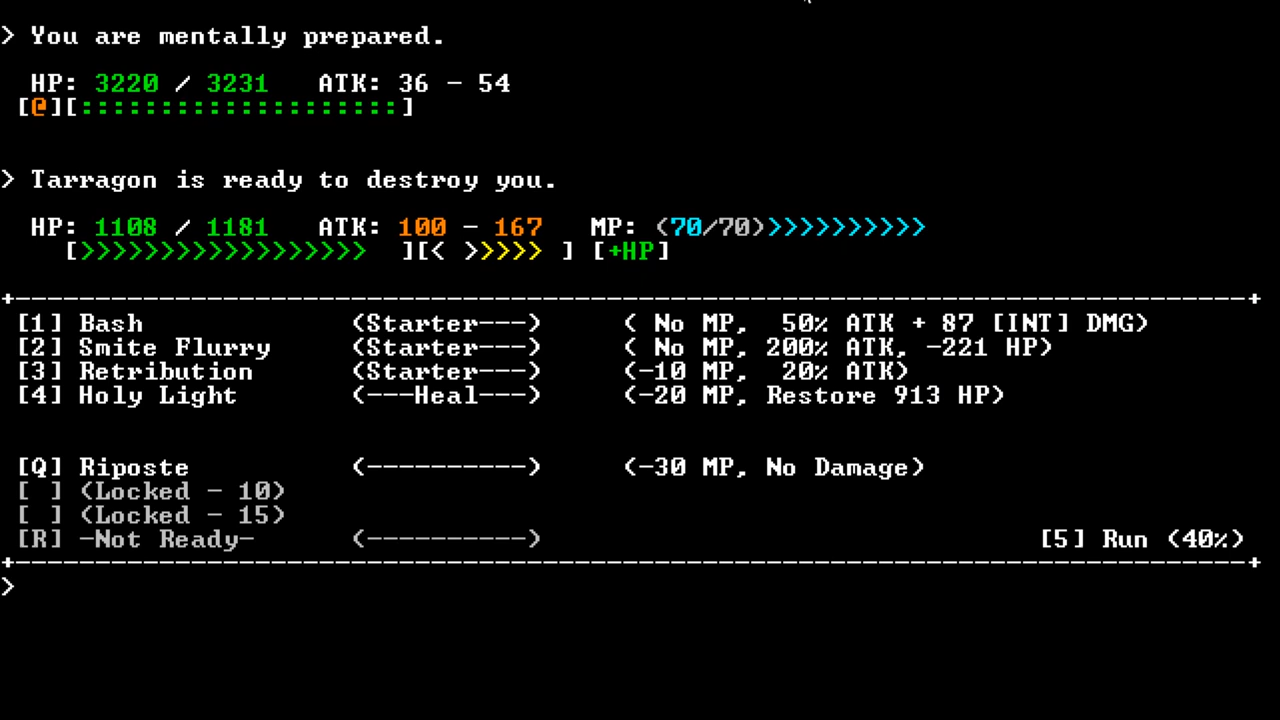 > You are mentally prepared.
HP: 3220 / 3231 ATK: 36 - 54
[@][::::::::::::::::::::]
> Tarragon is ready to destroy you.
HP: 1108 / 1181 ATK: 100 - 167 MP: (70/70)>>>>>>>>>>
[>>>>>>>>>>>>>>>>>> ][< >>>>> ] [+HP]
+------------------------------------------------------------------------------+
[1] Bash (Starter---) ( No MP, 50% ATK + 87 [INT] DMG)
[2] Smite Flurry (Starter---) ( No MP, 200% ATK, -221 HP)
[3] Retribution (Starter---) (-10 MP, 20% ATK)
[4] Holy Light (---Heal---) (-20 MP, Restore 913 HP)
[Q] Riposte (----------) (-30 MP, No Damage)
[ ] (Locked - 10)
[ ] (Locked - 15)
[R] -Not Ready- (----------) [5] Run (40%)
+------------------------------------------------------------------------------+
>